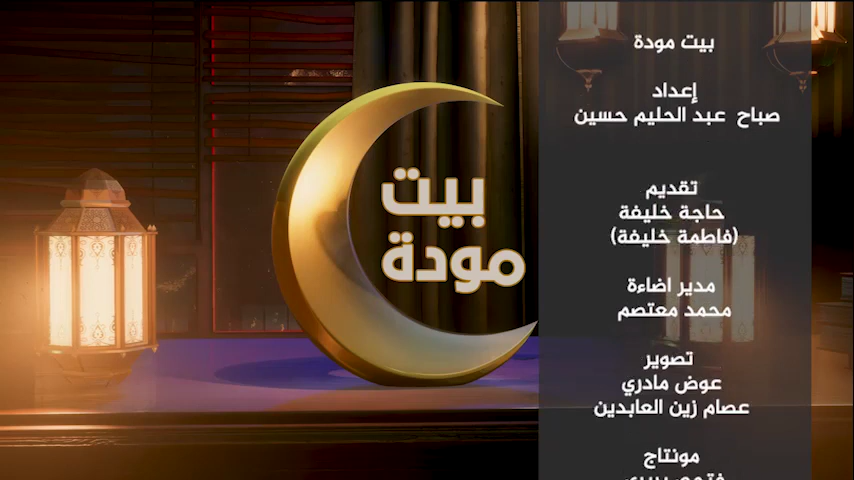 بيت
مودة
بيت مودة
إعداد
صباح عبد الحليم حسين
تقديم
حاجة خليفة
(فاطمة خليفة)
مدير اضاءة
محمد معتصم
تصوير
عوض مادري
عصام زين العابدين
مونتاج